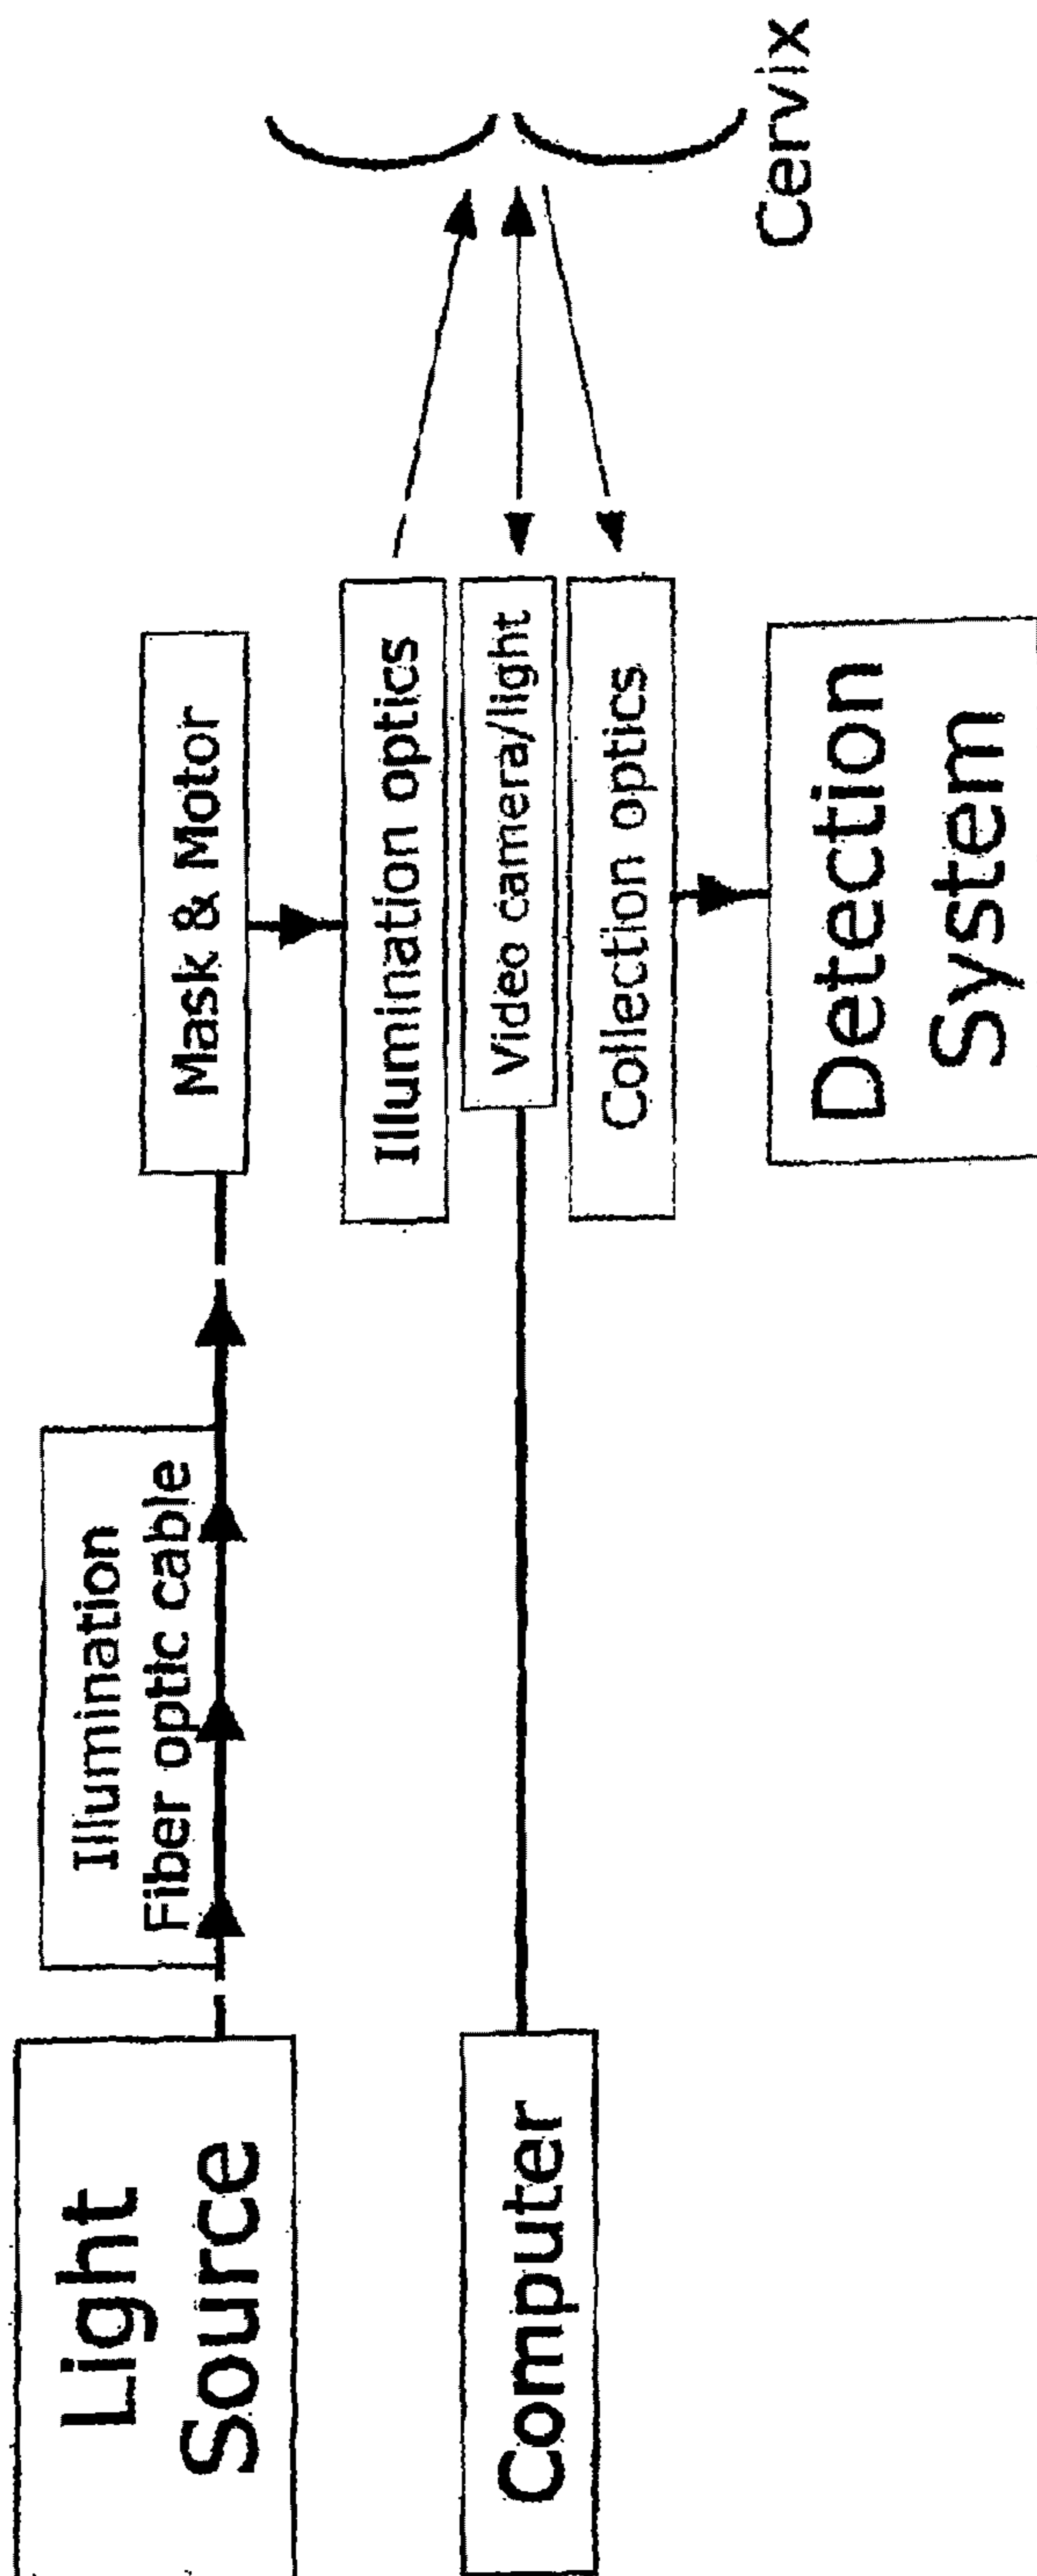 Light
Source
Illumination
Fiber optic cable
Mask & Motor
Illumination optics
Video camera/light
Collection optics
Computer
Detection
System
Cervix